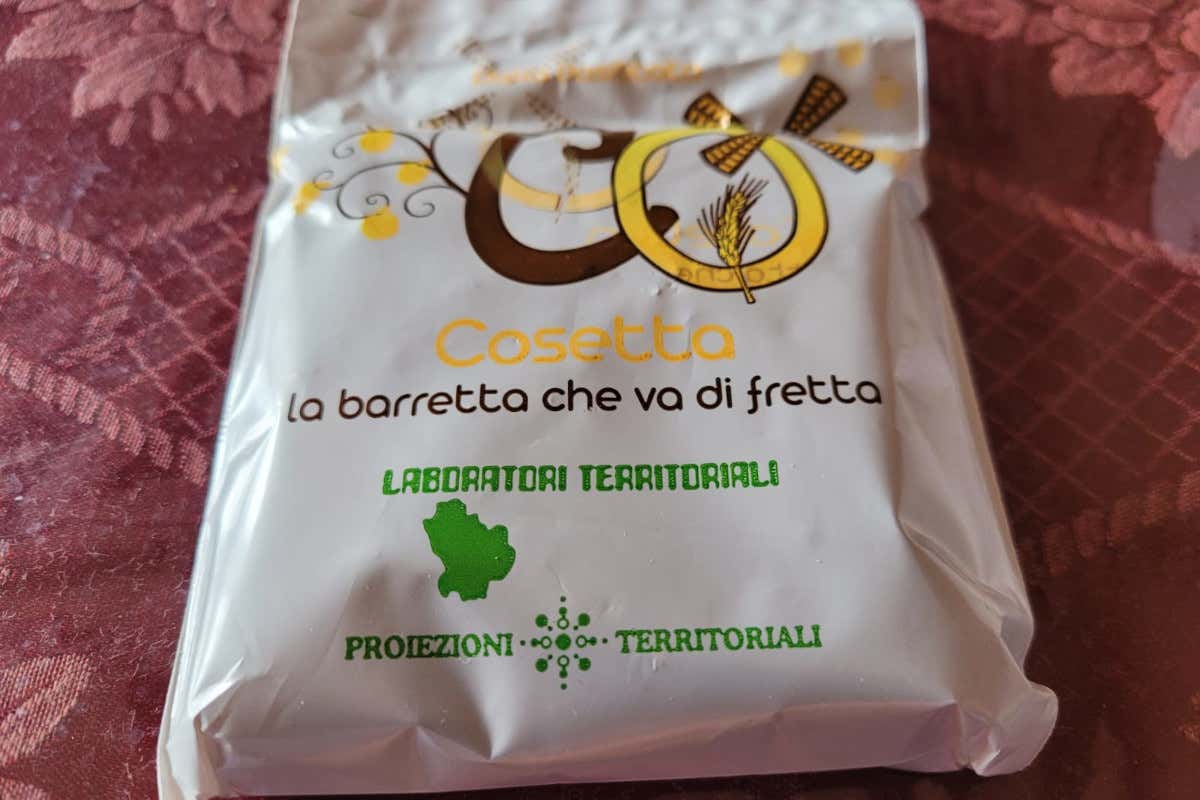 Cosetta
la barretta che va di fretta
LABORATORI TERRITORIALI
PROIEZIONI TERRITORIALI